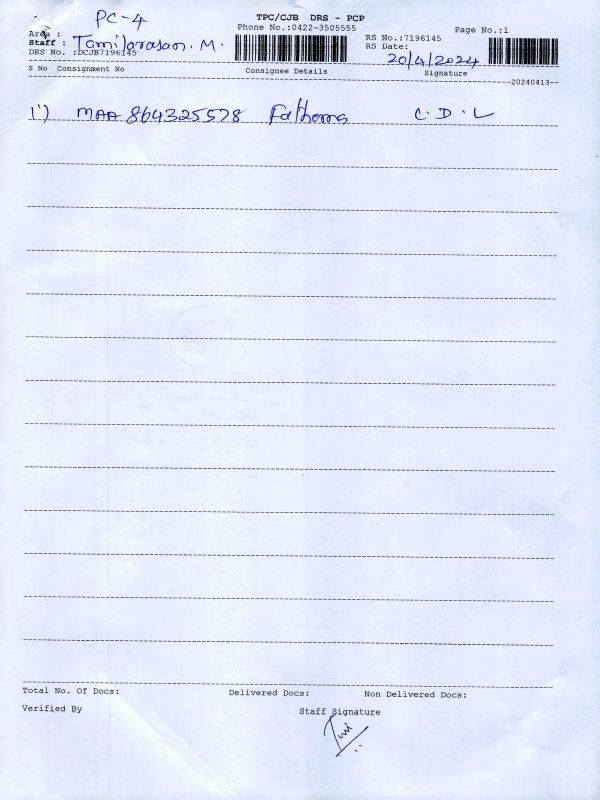 PC-4
TPC/CJB DRS - PCP
Phone No.:0422-3505555
Page No.:1
Area :
RS No.:7196145
Staff : Tamilarasan. M.
RS Date: 20/4/2024
DRS No. :DCJB7196145
S No Consignment No Consignee Details Signature
20240413
1) MAA 864325578 Fathima C.D.L
Total No. Of Docs: Delivered Docs: Non Delivered Docs:
Verified By Staff Signature